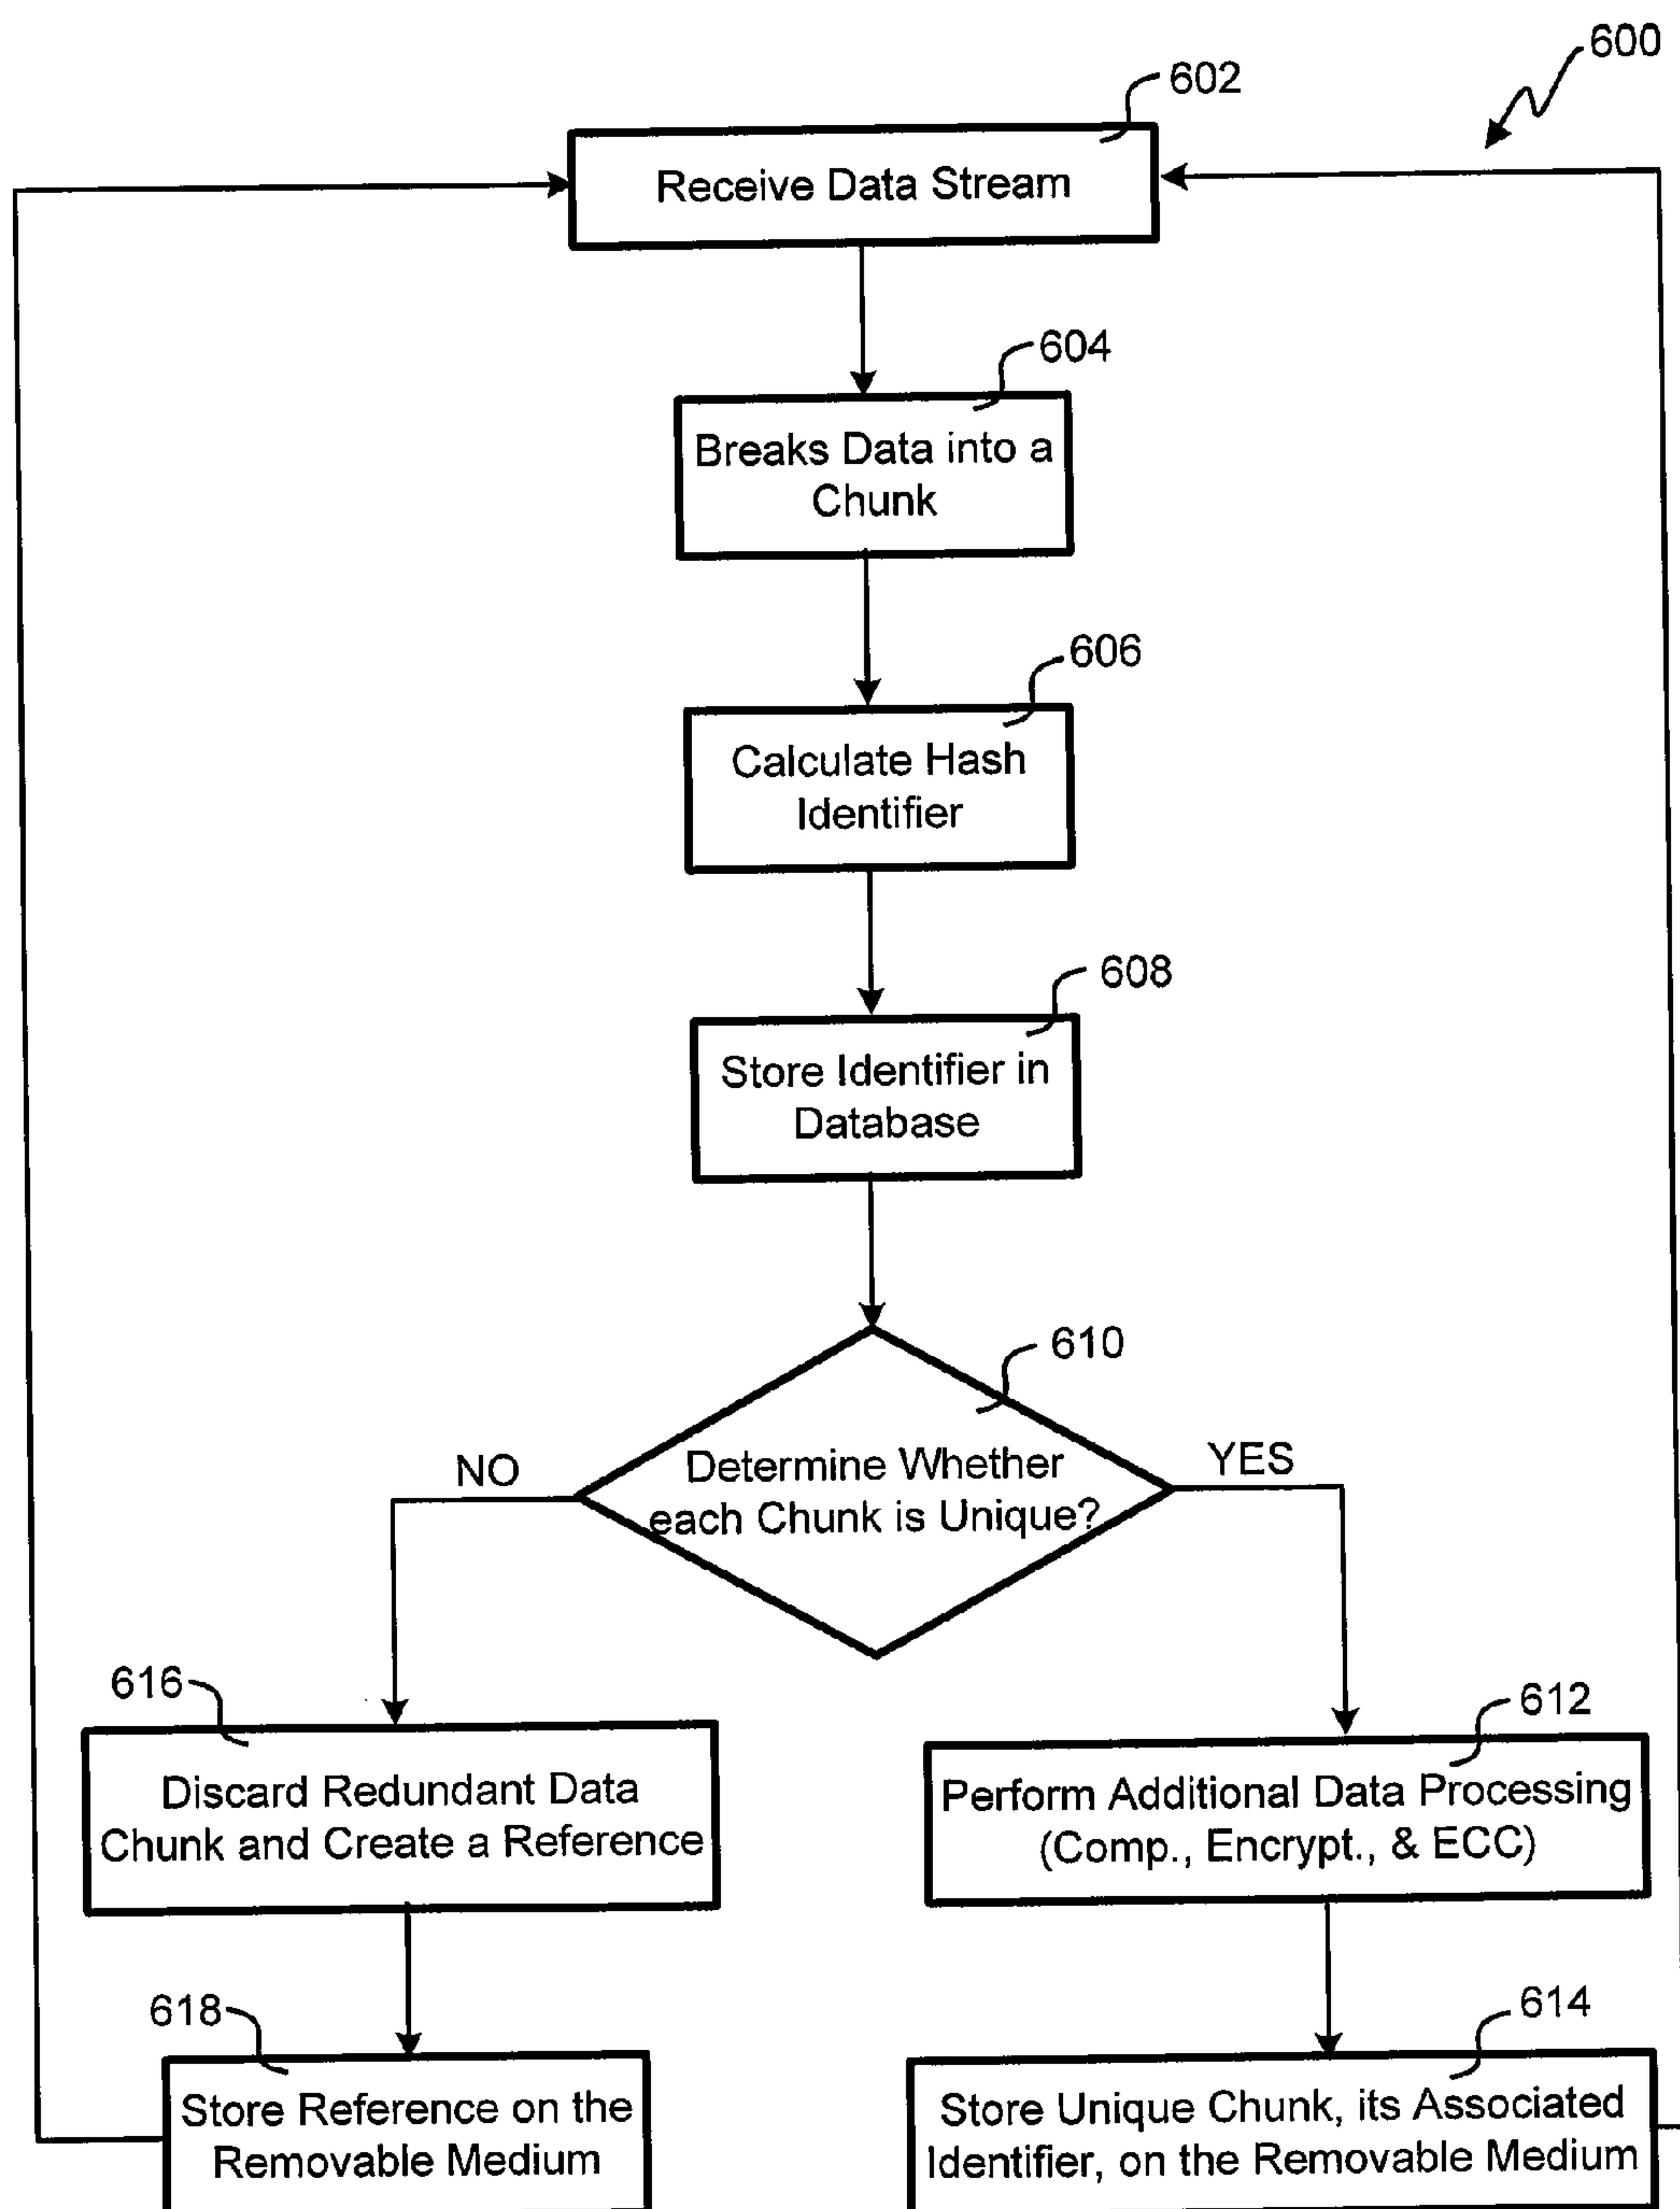 600
602
Receive Data Stream
604
Breaks Data into a
Chunk
606
Calculate Hash
Identifier
608
Store Identifier in
Database
610
Determine Whether
each Chunk is Unique?
NO
YES
616
Discard Redundant Data
Chunk and Create a Reference
612
Perform Additional Data Processing
(Comp., Encrypt., & ECC)
618
Store Reference on the
Removable Medium
614
Store Unique Chunk, its Associated
Identifier, on the Removable Medium